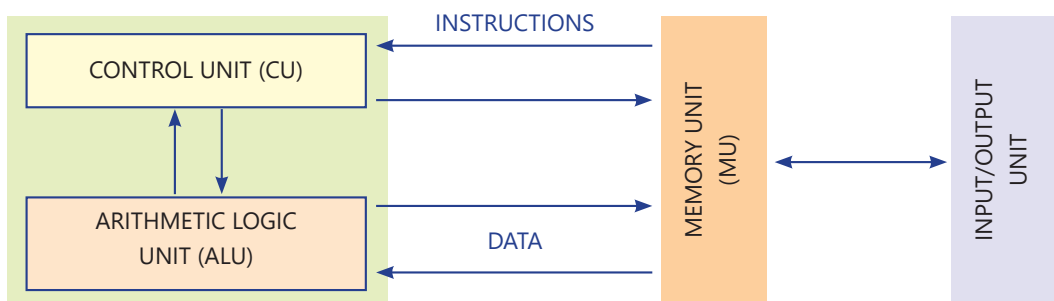 INSTRUCTIONS
CONTROL UNIT (CU)
ARITHMETIC LOGIC
UNIT (ALU)
DATA
MEMORY UNIT
(MU)
INPUT/OUTPUT
UNIT